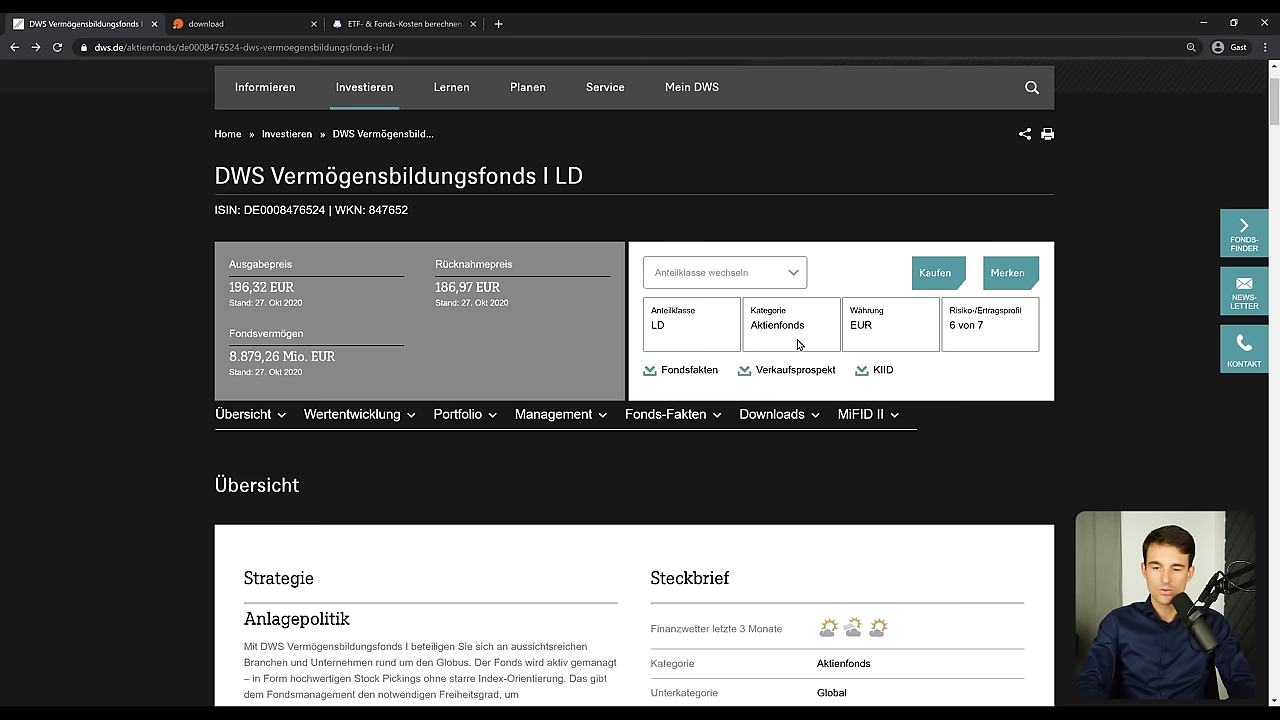 DWS Vermögensbildungsfonds I
download
ETF- & Fonds-Kosten berechnen
dws.de/aktienfonds/de0008476524-dws-vermoegensbildungsfonds-i-ld/
Gast
Informieren
Investieren
Lernen
Planen
Service
Mein DWS
Home » Investieren » DWS Vermögensbild...
DWS Vermögensbildungsfonds I LD
ISIN: DE0008476524 | WKN: 847652
Ausgabepreis
196,32 EUR
Stand: 27. Okt 2020
Rücknahmepreis
186,97 EUR
Stand: 27. Okt 2020
Fondsvermögen
8.879,26 Mio. EUR
Stand: 27. Okt 2020
Anteilklasse wechseln
Kaufen
Merken
Anteilklasse
LD
Kategorie
Aktienfonds
Währung
EUR
Risiko-/Ertragsprofil
6 von 7
Fondsfakten
Verkaufsprospekt
KIID
FONDS-
FINDER
NEWS-
LETTER
KONTAKT
Übersicht
Wertentwicklung
Portfolio
Management
Fonds-Fakten
Downloads
MiFID II
Übersicht
Strategie
Anlagepolitik
Mit DWS Vermögensbildungsfonds I beteiligen Sie sich an aussichtsreichen
Branchen und Unternehmen rund um den Globus. Der Fonds wird aktiv gemanagt
– in Form hochwertigen Stock Pickings ohne starre Index-Orientierung. Das gibt
dem Fondsmanagement den notwendigen Freiheitsgrad, um
Steckbrief
Finanzwetter letzte 3 Monate
Kategorie
Aktienfonds
Unterkategorie
Global